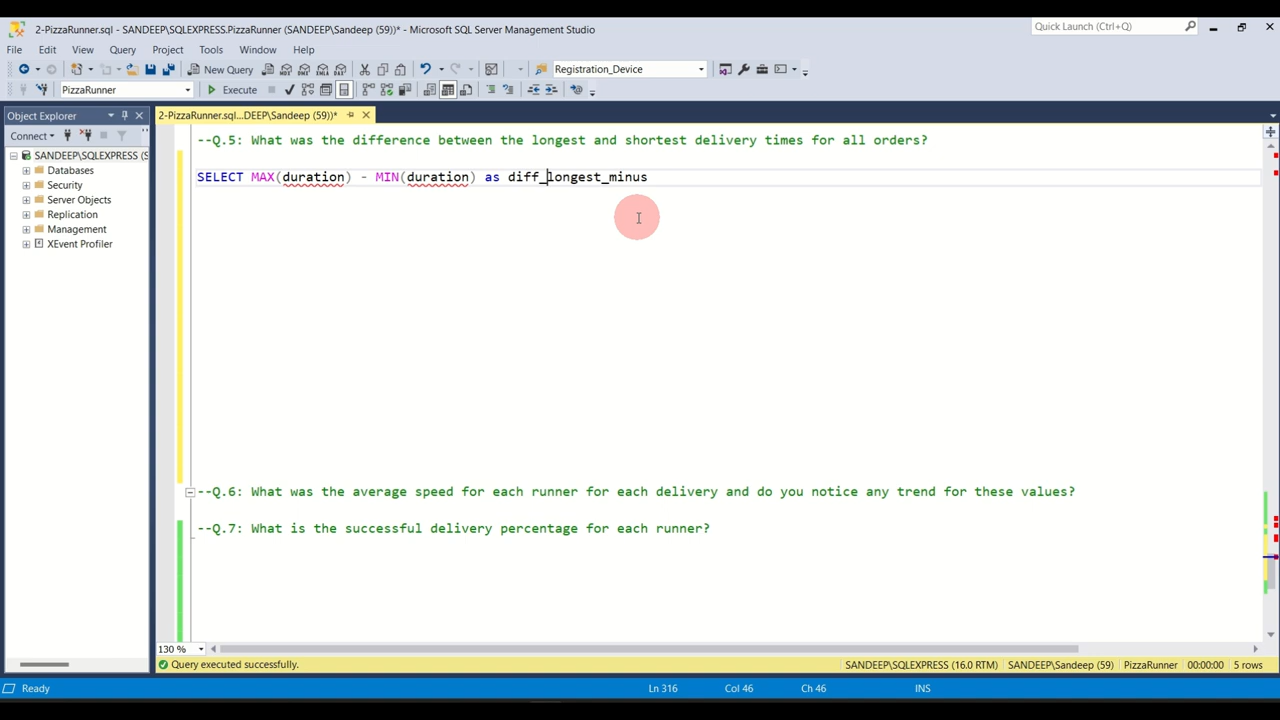 2-PizzaRunner.sql - SANDEEP\SQLEXPRESS.PizzaRunner (SANDEEP\Sandeep (59))* - Microsoft SQL Server Management Studio
Quick Launch (Ctrl+Q)
File Edit View Query Project Tools Window Help
New Query MDX DMX XMLA DAX Registration_Device
PizzaRunner Execute
Object Explorer 2-PizzaRunner.sql...DEEP\Sandeep (59))*
Connect
SANDEEP\SQLEXPRESS (S
Databases
Security
Server Objects
Replication
Management
XEvent Profiler
--Q.5: What was the difference between the longest and shortest delivery times for all orders?
SELECT MAX(duration) - MIN(duration) as diff_longest_minus
--Q.6: What was the average speed for each runner for each delivery and do you notice any trend for these values?
--Q.7: What is the successful delivery percentage for each runner?
130 %
Query executed successfully. SANDEEP\SQLEXPRESS (16.0 RTM) SANDEEP\Sandeep (59) PizzaRunner 00:00:00 5 rows
Ready Ln 316 Col 46 Ch 46 INS